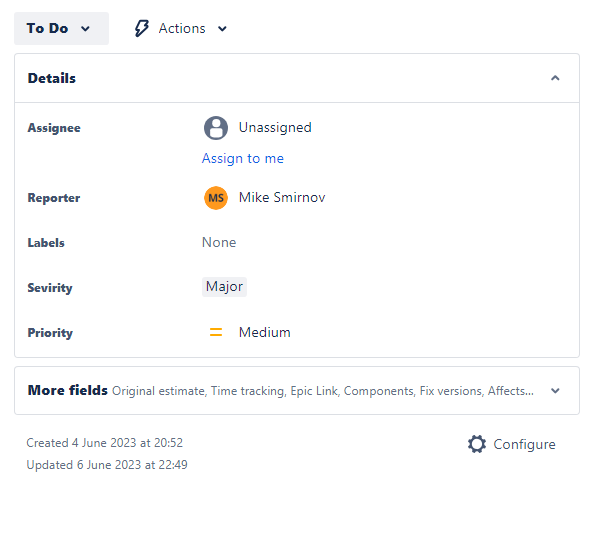 To Do Actions
Details
Assignee Unassigned
Assign to me
Reporter MS Mike Smirnov
Labels None
Sevirity Major
Priority Medium
More fields Original estimate, Time tracking, Epic Link, Components, Fix versions, Affects...
Created 4 June 2023 at 20:52 Configure
Updated 6 June 2023 at 22:49